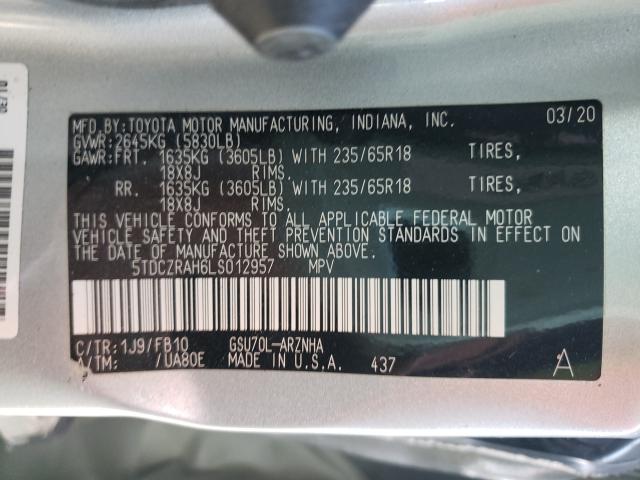 MFD.BY:TOYOTA MOTOR MANUFACTURING, INDIANA, INC. 03/20
GVWR:2645KG (5830LB)
GAWR:FRT. 1635KG (3605LB) WITH 235/65R18 TIRES,
18X8J RIMS.
RR. 1635KG (3605LB) WITH 235/65R18 TIRES,
18X8J RIMS.
THIS VEHICLE CONFORMS TO ALL APPLICABLE FEDERAL MOTOR
VEHICLE SAFETY AND THEFT PREVENTION STANDARDS IN EFFECT ON
THE DATE OF MANUFACTURE SHOWN ABOVE.
5TDCZRAH6LS012957 MPV
C/TR:1J9/FB10 GSU70L-ARZNHA
A/TM: /UA80E MADE IN U.S.A. 437 A